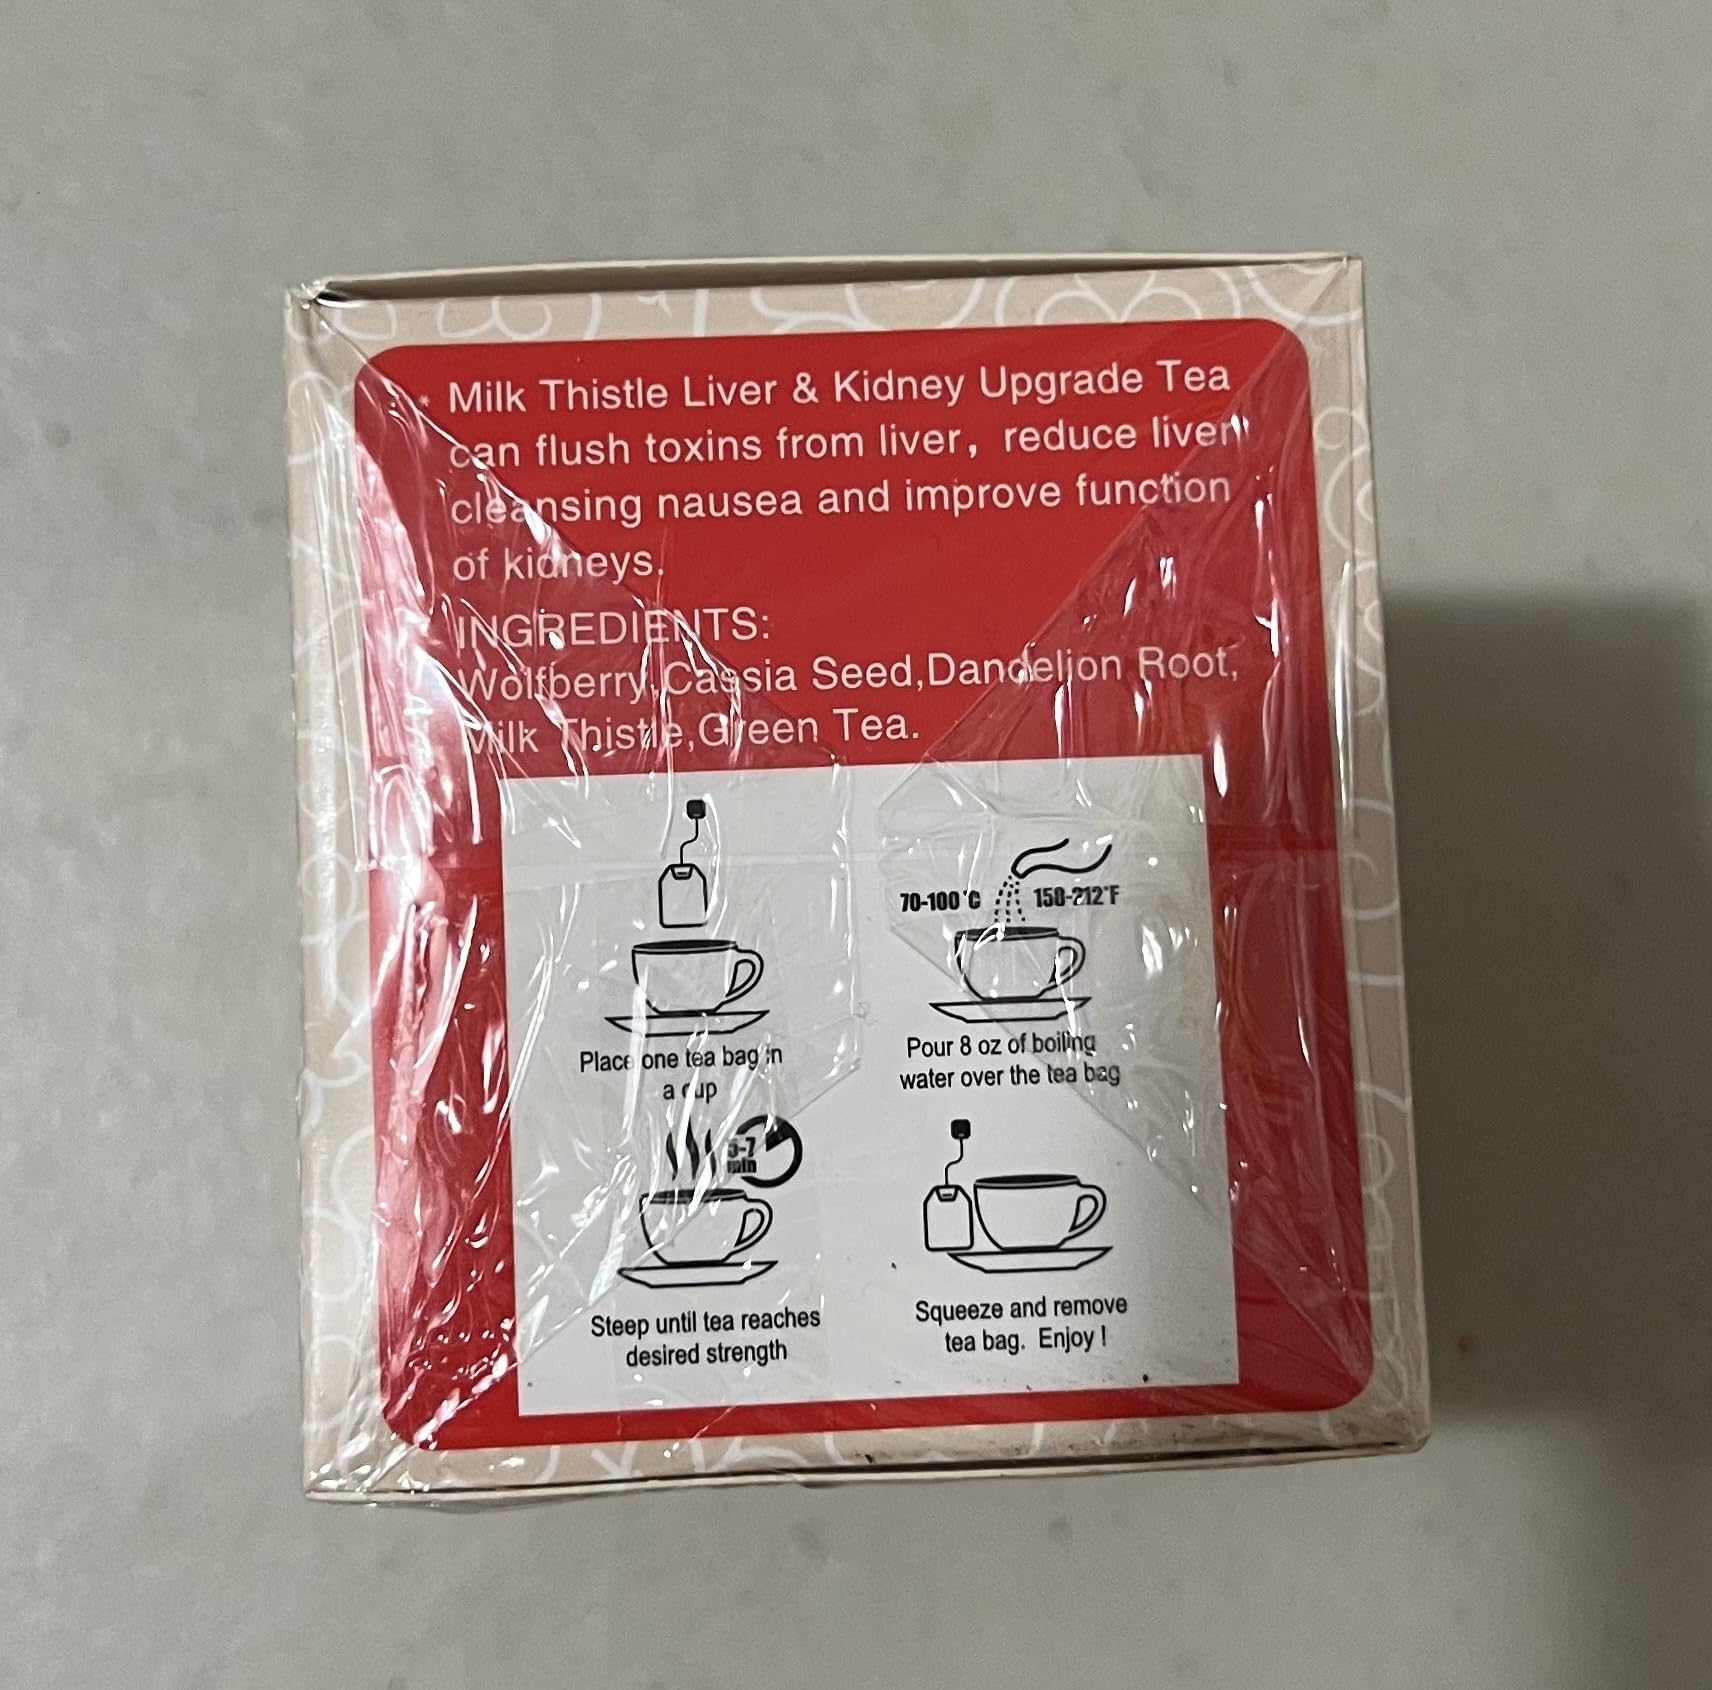 * Milk Thistle Liver & Kidney Upgrade Tea
can flush toxins from liver, reduce liver
cleansing nausea and improve function
of kidneys.
INGREDIENTS:
Wolfberry,Cassia Seed,Dandelion Root,
Milk Thistle,Green Tea.
70-100°C 158-212°F
Place one tea bag in
a cup
Pour 8 oz of boiling
water over the tea bag
5-7
min
Steep until tea reaches
desired strength
Squeeze and remove
tea bag. Enjoy !